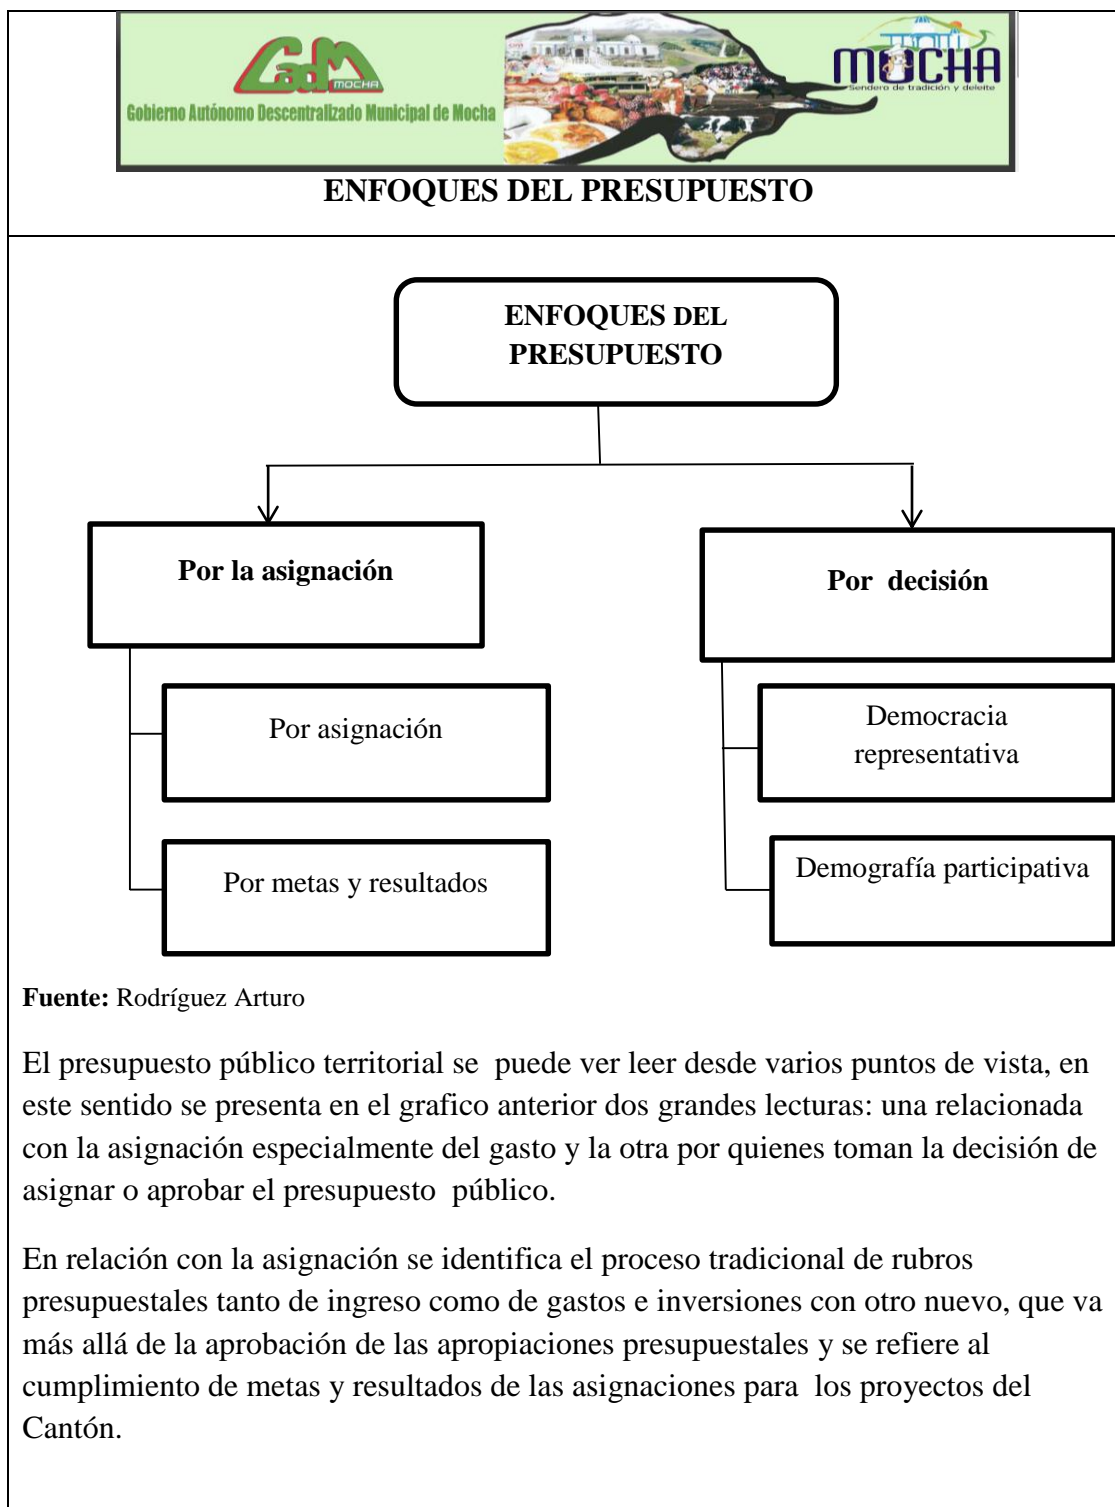 GadM
MOCHA
Gobierno Autónomo Descentralizado Municipal de Mocha
MOCHA
Sendero de tradición y deleite
ENFOQUES DEL PRESUPUESTO
ENFOQUES DEL
PRESUPUESTO
Por la asignación
Por decisión
Por asignación
Democracia
representativa
Por metas y resultados
Demografía participativa
Fuente: Rodríguez Arturo
El presupuesto público territorial se puede ver leer desde varios puntos de vista, en
este sentido se presenta en el grafico anterior dos grandes lecturas: una relacionada
con la asignación especialmente del gasto y la otra por quienes toman la decisión de
asignar o aprobar el presupuesto público.
En relación con la asignación se identifica el proceso tradicional de rubros
presupuestales tanto de ingreso como de gastos e inversiones con otro nuevo, que va
más allá de la aprobación de las apropiaciones presupuestales y se refiere al
cumplimiento de metas y resultados de las asignaciones para los proyectos del
Cantón.